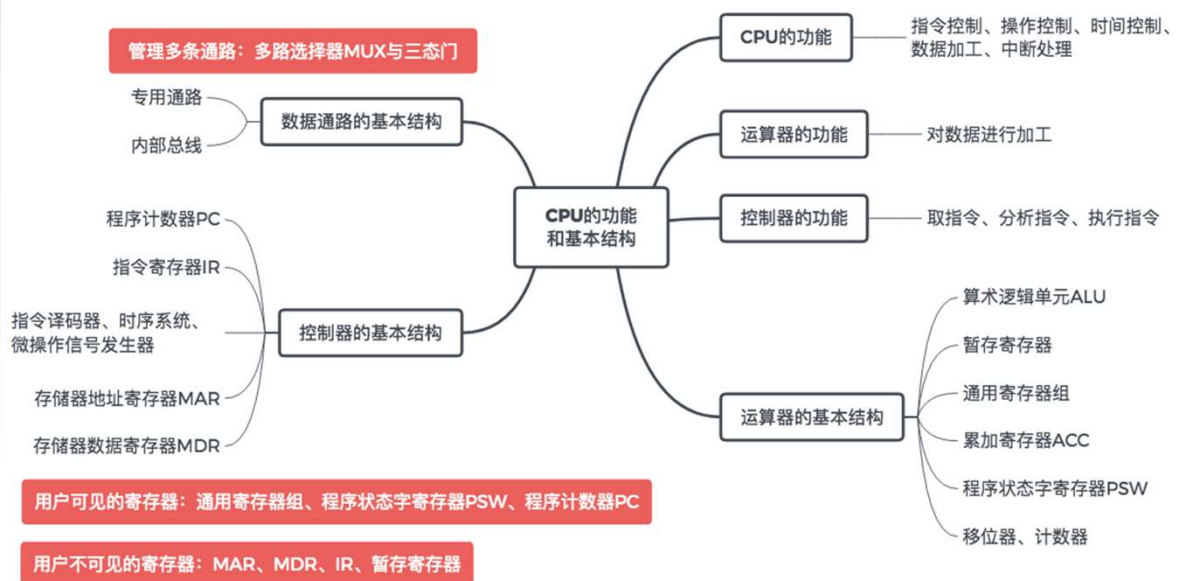 管理多条通路：多路选择器MUX与三态门
专用通路
内部总线
数据通路的基本结构
程序计数器PC
指令寄存器IR
指令译码器、时序系统、
微操作信号发生器
存储器地址寄存器MAR
存储器数据寄存器MDR
控制器的基本结构
用户可见的寄存器：通用寄存器组、程序状态字寄存器PSW、程序计数器PC
用户不可见的寄存器：MAR、MDR、IR、暂存寄存器
CPU的功能
和基本结构
CPU的功能
指令控制、操作控制、时间控制、
数据加工、中断处理
运算器的功能
对数据进行加工
控制器的功能
取指令、分析指令、执行指令
运算器的基本结构
算术逻辑单元ALU
暂存寄存器
通用寄存器组
累加寄存器ACC
程序状态字寄存器PSW
移位器、计数器